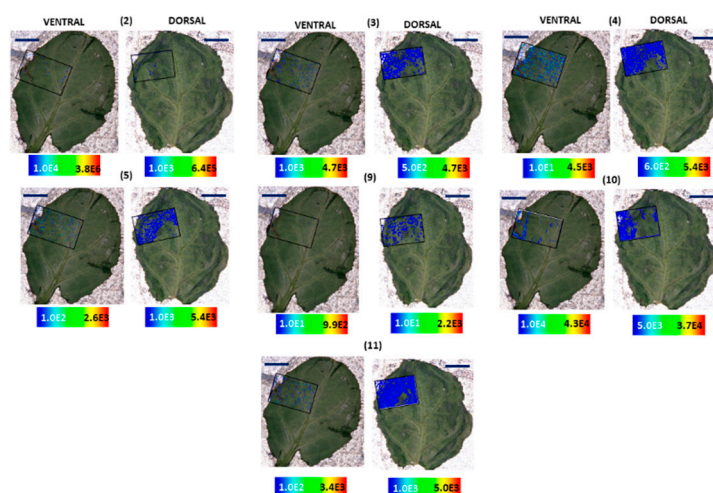 VENTRAL (2) DORSAL VENTRAL (3) DORSAL VENTRAL (4) DORSAL
1.0E4 3.8E6 1.0E3 6.4E5 1.0E3 4.7E3 5.0E2 4.7E3 1.0E1 4.5E3 6.0E2 5.4E3
(5) (9) (10)
1.0E2 2.6E3 1.0E3 5.4E3 1.0E1 9.9E2 1.0E1 2.2E3 1.0E4 4.3E4 5.0E3 3.7E4
(11)
1.0E2 3.4E3 1.0E3 5.0E3